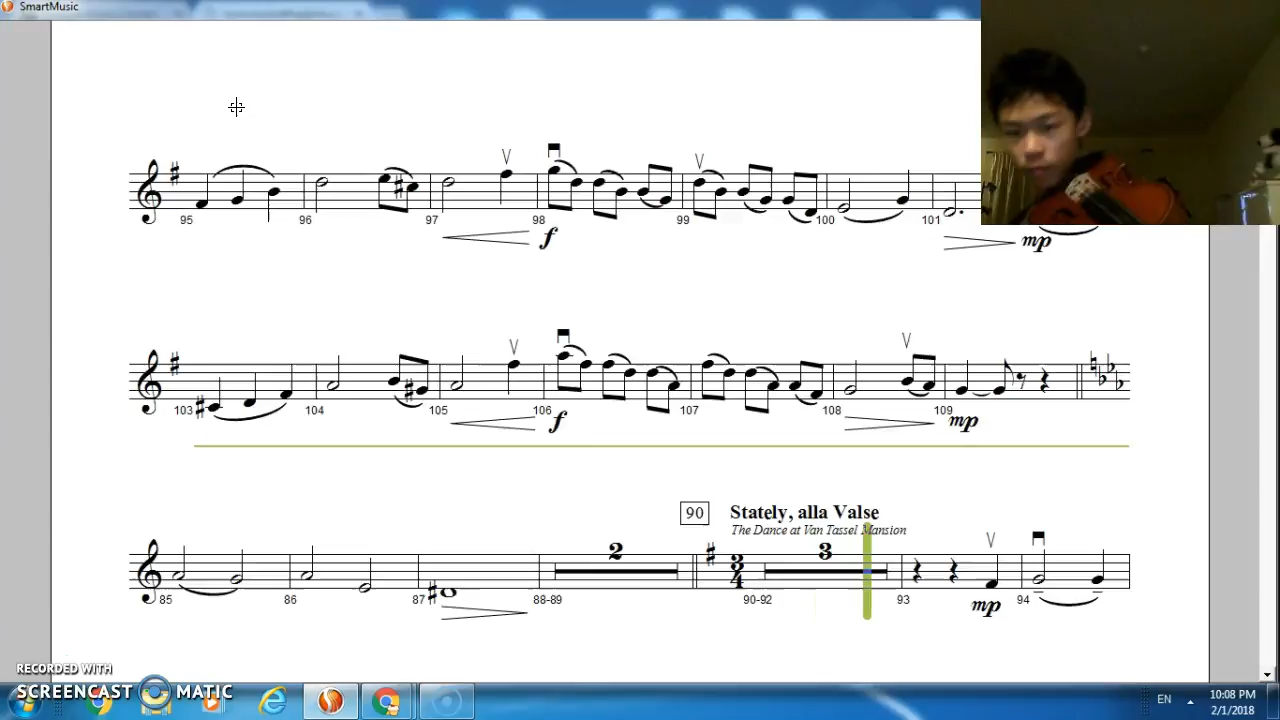 SmartMusic
95 96 97 98 99 100 101
f mp
103 104 105 106 107 108 109
f mp
90 Stately, alla Valse
The Dance at Van Tassel Mansion
2 3
3
4
85 86 87 88-89 90-92 93 94
mp
RECORDED WITH
SCREENCAST MATIC
EN 10:08 PM
2/1/2018